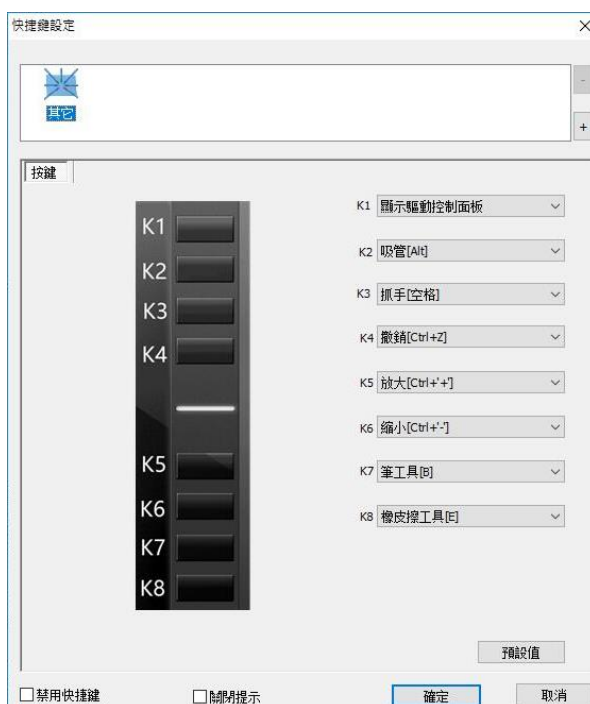 快捷鍵設定
其它
-
+
按鍵
K1
K2
K3
K4
K5
K6
K7
K8
K1 顯示驅動控制面板
K2 吸管[Alt]
K3 抓手[空格]
K4 撤銷[Ctrl+Z]
K5 放大[Ctrl+'+']
K6 縮小[Ctrl+'-']
K7 筆工具[B]
K8 橡皮擦工具[E]
預設值
禁用快捷鍵
關閉提示
確定
取消